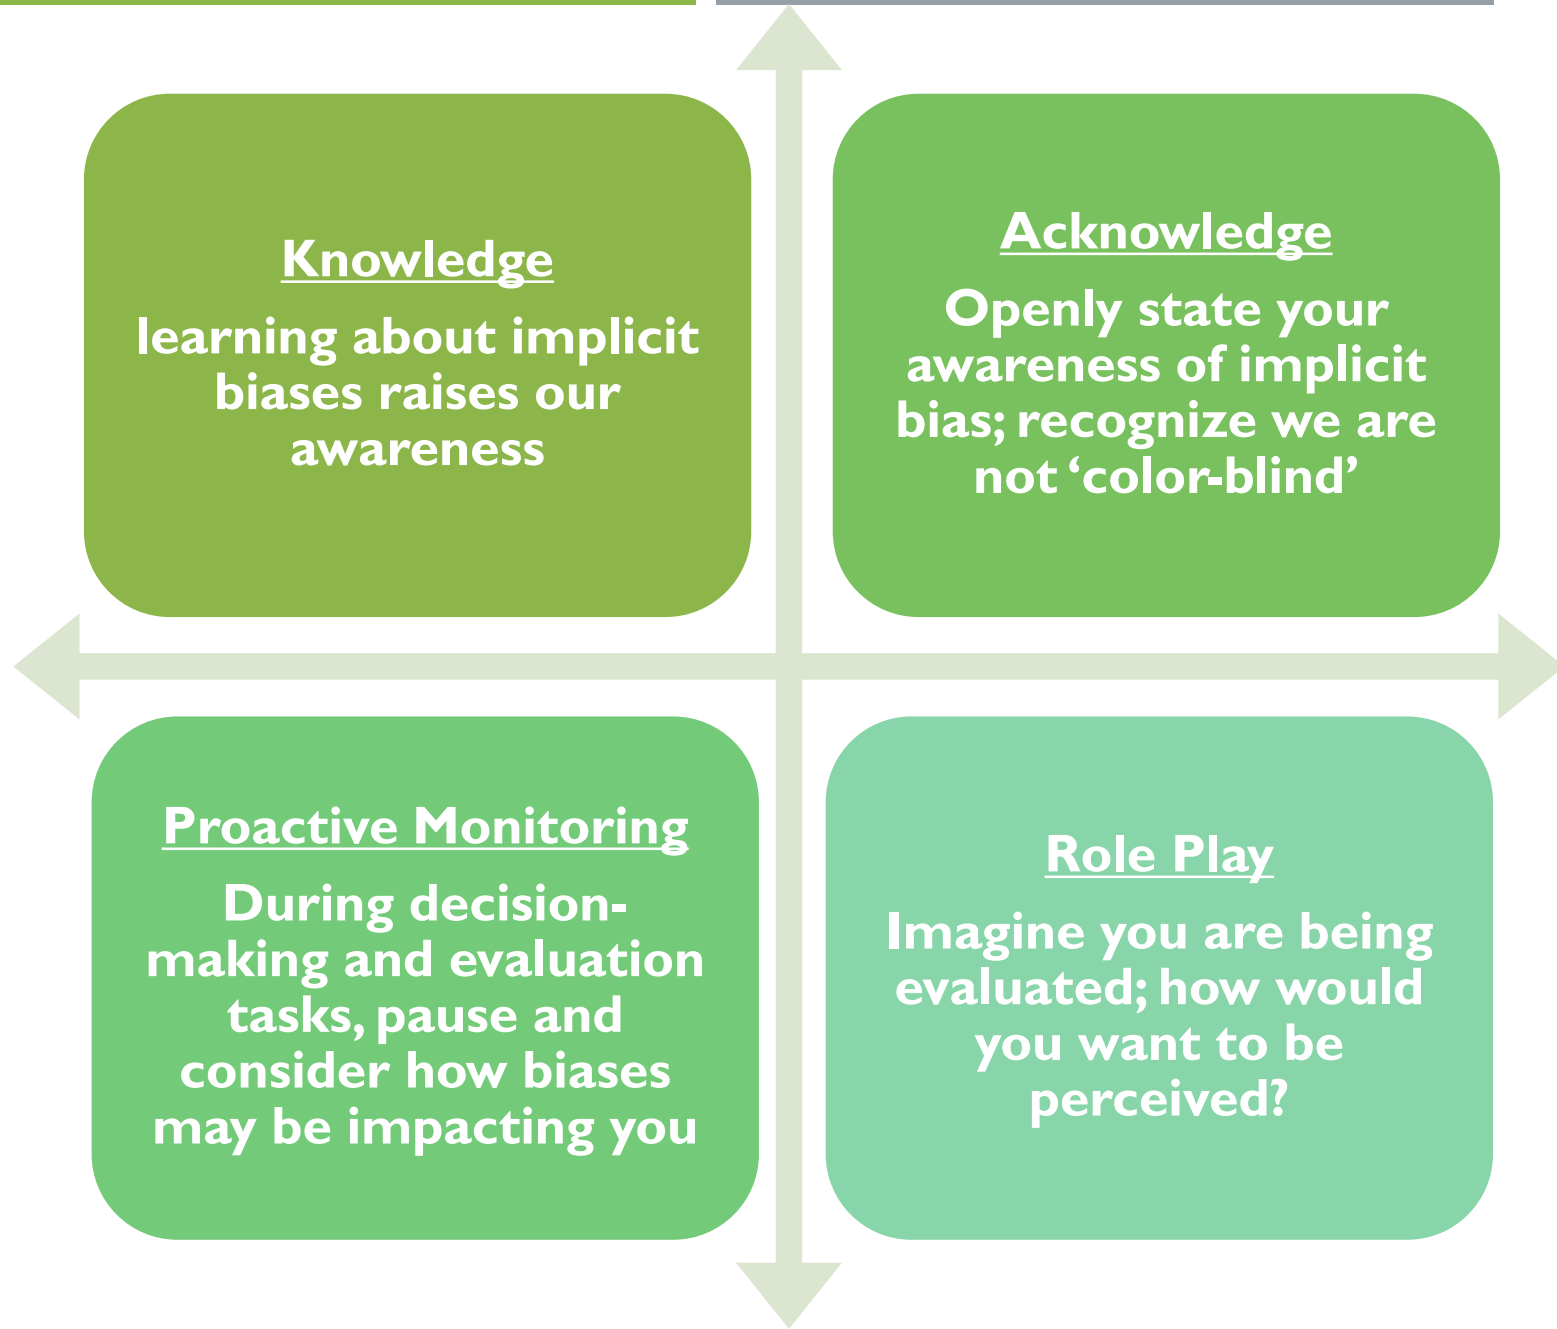 Knowledge
learning about implicit
biases raises our
awareness
Acknowledge
Openly state your
awareness of implicit
bias; recognize we are
not ‘color-blind’
Proactive Monitoring
During decision-
making and evaluation
tasks, pause and
consider how biases
may be impacting you
Role Play
Imagine you are being
evaluated; how would
you want to be
perceived?